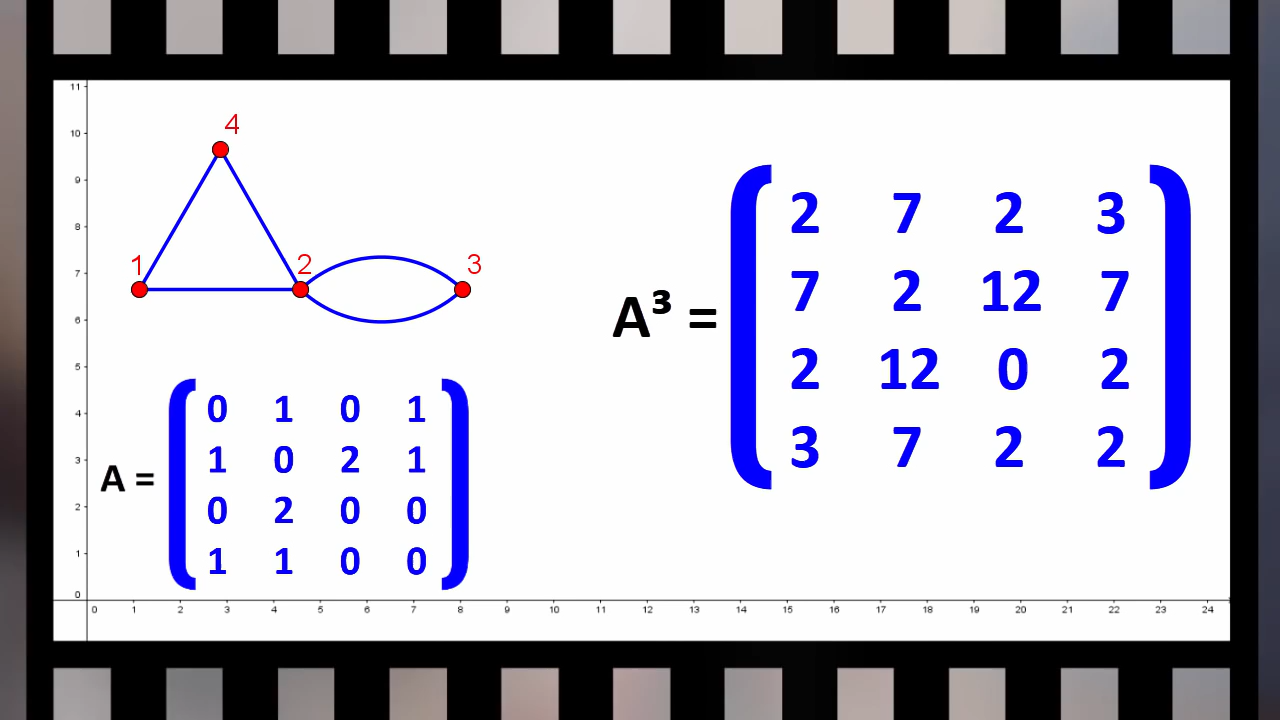 11
10
9
8
7
6
5
4
3
2
1
0
0 1 2 3 4 5 6 7 8 9 10 11 12 13 14 15 16 17 18 19 20 21 22 23 24
4
1 2 3
A =
0 1 0 1
1 0 2 1
0 2 0 0
1 1 0 0
A³ =
2 7 2 3
7 2 12 7
2 12 0 2
3 7 2 2